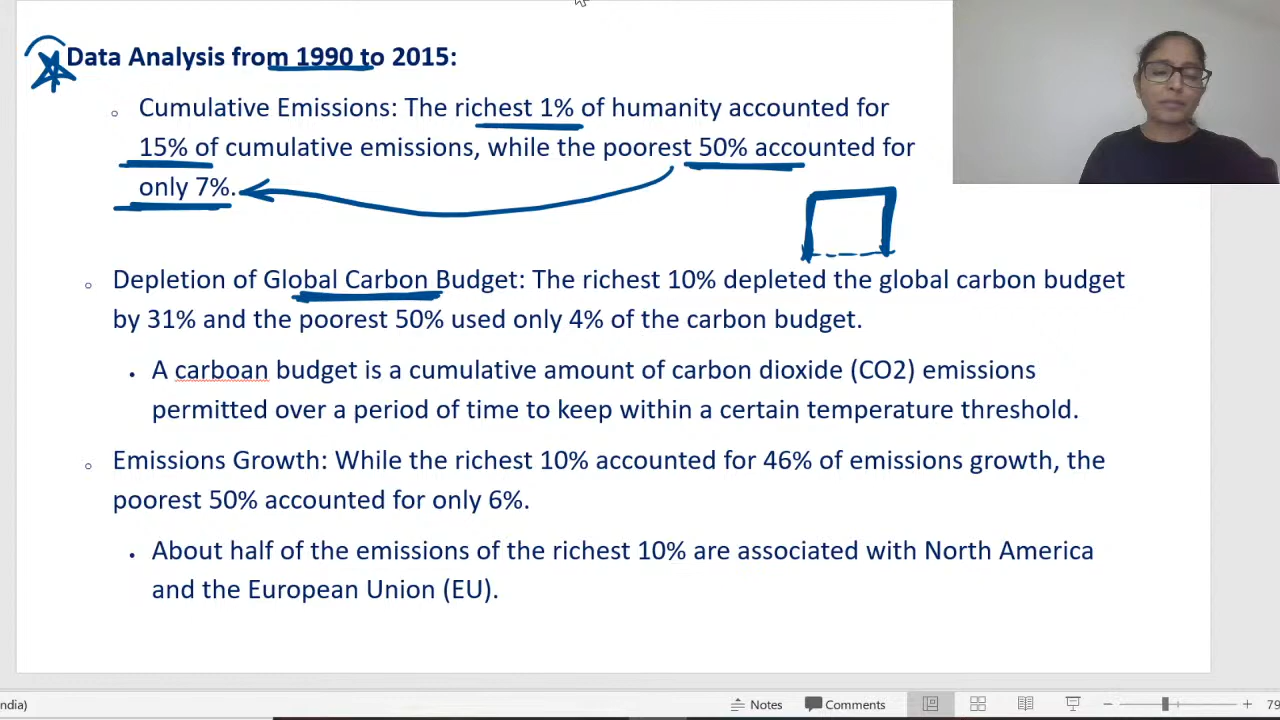 Data Analysis from 1990 to 2015:
○ Cumulative Emissions: The richest 1% of humanity accounted for
15% of cumulative emissions, while the poorest 50% accounted for
only 7%.
○ Depletion of Global Carbon Budget: The richest 10% depleted the global carbon budget
by 31% and the poorest 50% used only 4% of the carbon budget.
• A carboan budget is a cumulative amount of carbon dioxide (CO2) emissions
permitted over a period of time to keep within a certain temperature threshold.
○ Emissions Growth: While the richest 10% accounted for 46% of emissions growth, the
poorest 50% accounted for only 6%.
• About half of the emissions of the richest 10% are associated with North America
and the European Union (EU).
ndia) Notes Comments 79